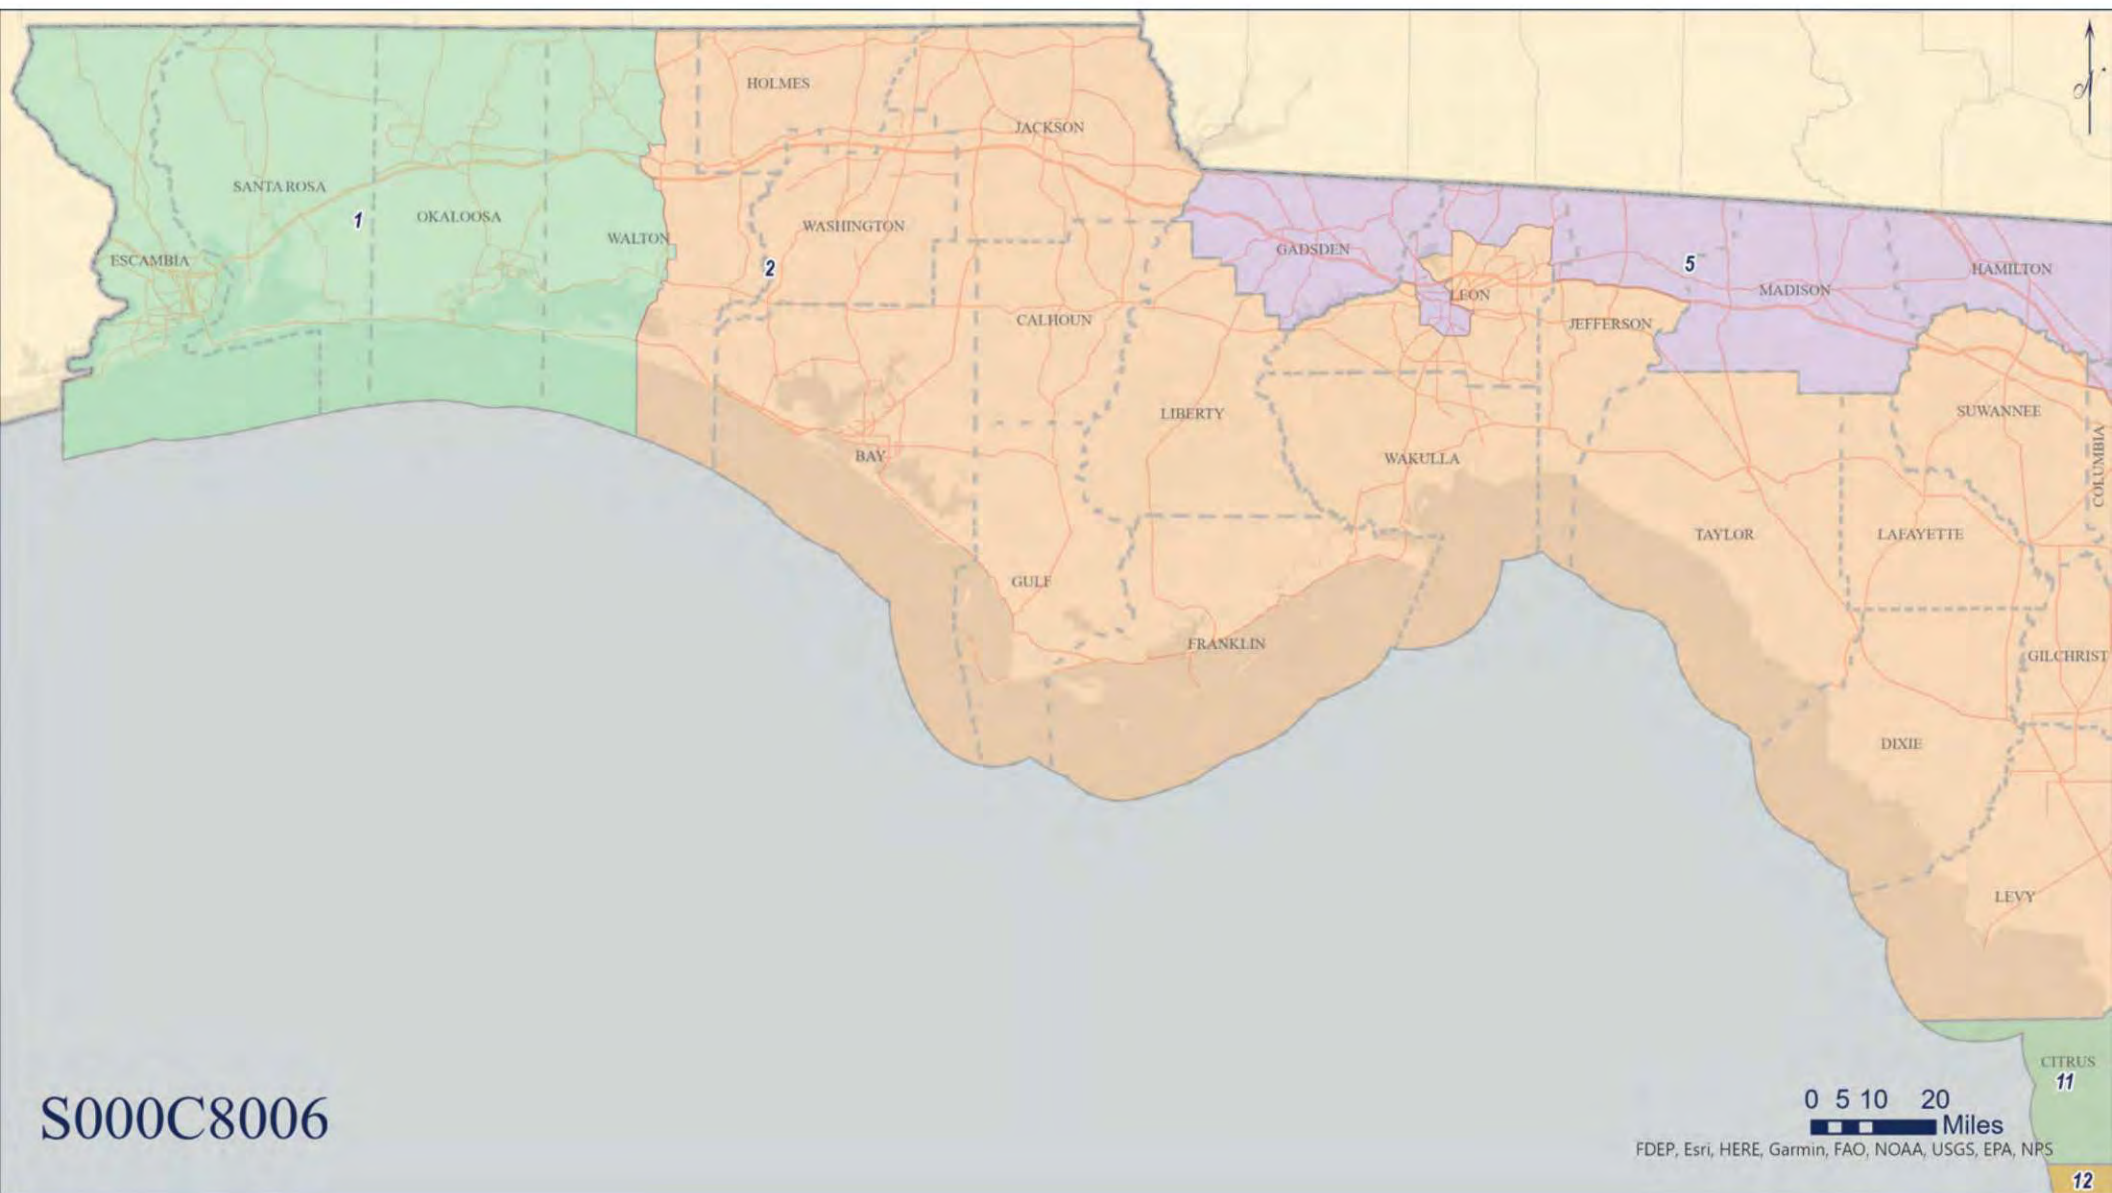 N
HOLMES
JACKSON
SANTA ROSA
1
OKALOOSA
WALTON
WASHINGTON
ESCAMBIA
2
GADSDEN
5
HAMILTON
MADISON
LEON
CALHOUN
JEFFERSON
LIBERTY
SUWANNEE
BAY
WAKULLA
COLUMBIA
TAYLOR
LAFAYETTE
GULF
FRANKLIN
GILCHRIST
DIXIE
LEVY
CITRUS
11
S000C8006
0 5 10 20
Miles
FDEP, Esri, HERE, Garmin, FAO, NOAA, USGS, EPA, NPS
12